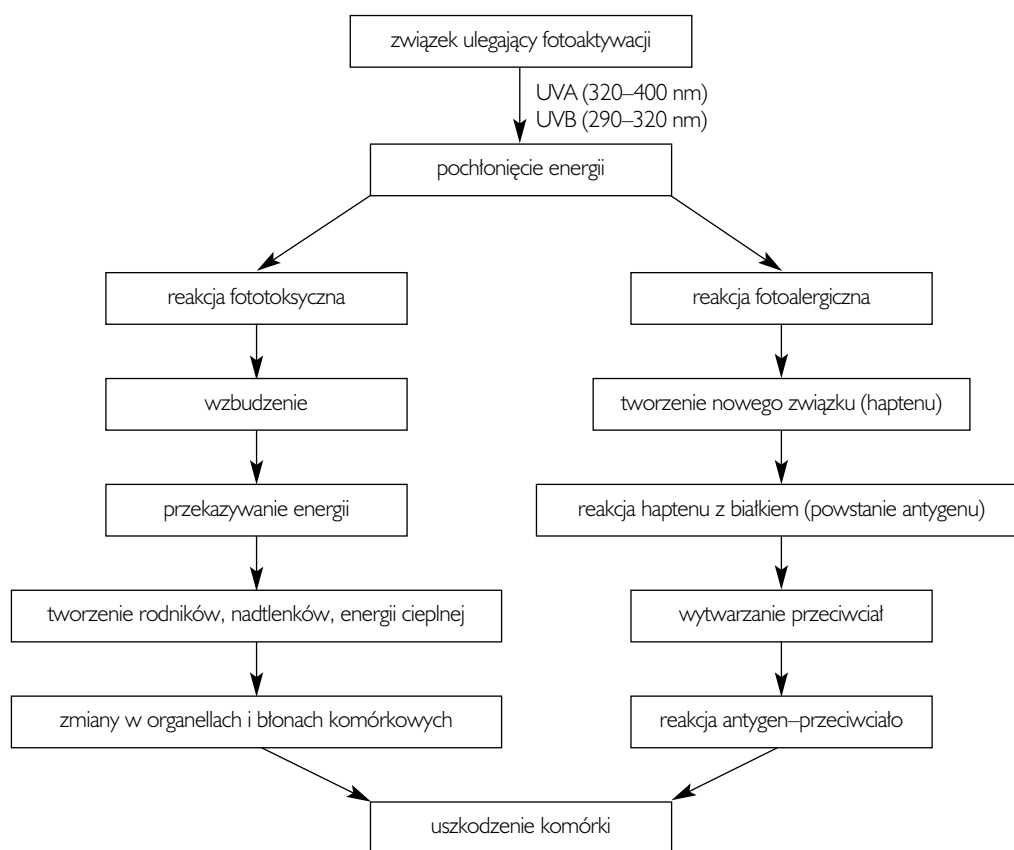 związek ulegający fotoaktywacji
UVA (320–400 nm)
UVB (290–320 nm)
pochłonięcie energii
reakcja fototoksyczna
reakcja fotoalergiczna
wzbudzenie
tworzenie nowego związku (haptenu)
przekazywanie energii
reakcja haptenu z białkiem (powstanie antygenu)
tworzenie rodników, nadtlenków, energii cieplnej
wytwarzanie przeciwciał
zmiany w organellach i błonach komórkowych
reakcja antygen–przeciwciało
uszkodzenie komórki